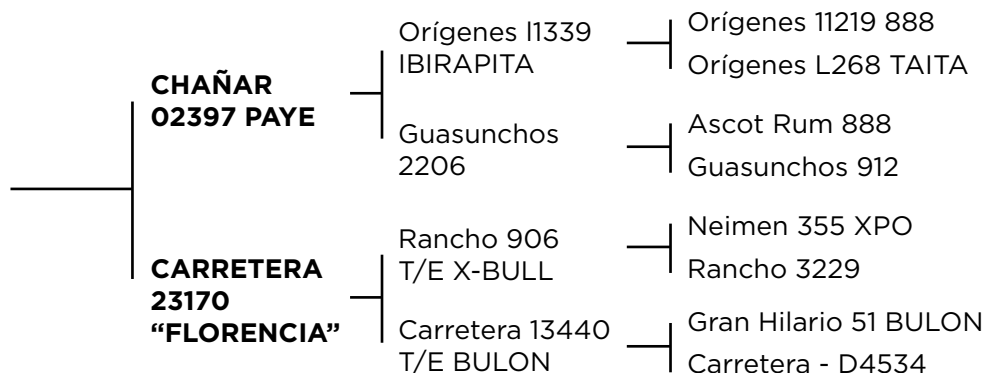 CHAÑAR
02397 PAYE
CARRETERA
23170
“FLORENCIA”
Orígenes I1339
IBIRAPITA
Guasunchos
2206
Rancho 906
T/E X-BULL
Carretera 13440
T/E BULON
Orígenes 11219 888
Orígenes L268 TAITA
Ascot Rum 888
Guasunchos 912
Neimen 355 XPO
Rancho 3229
Gran Hilario 51 BULON
Carretera - D4534